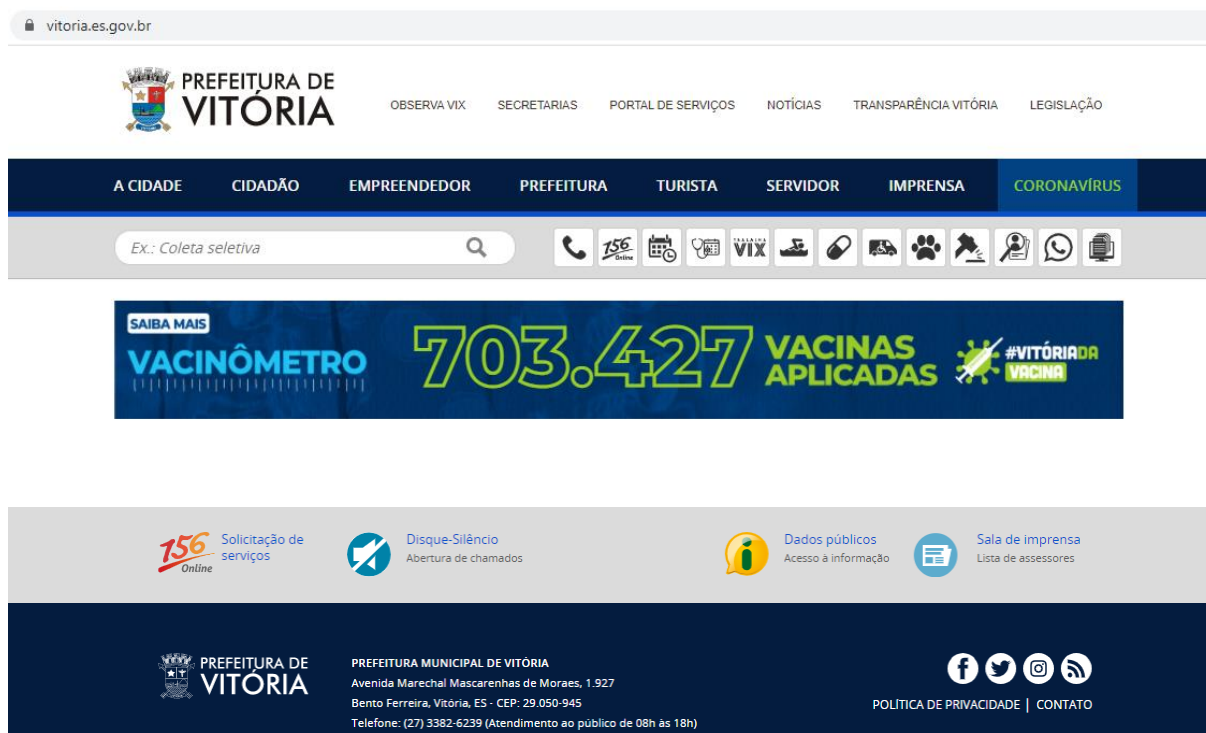 vitoria.es.gov.br
PREFEITURA DE
VITÓRIA
OBSERVA VIX SECRETARIAS PORTAL DE SERVIÇOS NOTÍCIAS TRANSPARÊNCIA VITÓRIA LEGISLAÇÃO
A CIDADE CIDADÃO EMPREENDEDOR PREFEITURA TURISTA SERVIDOR IMPRENSA CORONAVÍRUS
Ex.: Coleta seletiva
156
Online
VIX
SAIBA MAIS
VACINÔMETRO
703.427
VACINAS
APLICADAS
#VITÓRIADA
VACINA
156
Online
Solicitação de
serviços
Disque-Silêncio
Abertura de chamados
Dados públicos
Acesso à informação
Sala de imprensa
Lista de assessores
PREFEITURA DE
VITÓRIA
PREFEITURA MUNICIPAL DE VITÓRIA
Avenida Marechal Mascarenhas de Moraes, 1.927
Bento Ferreira, Vitória, ES - CEP: 29.050-945
Telefone: (27) 3382-6239 (Atendimento ao público de 08h às 18h)
POLÍTICA DE PRIVACIDADE | CONTATO